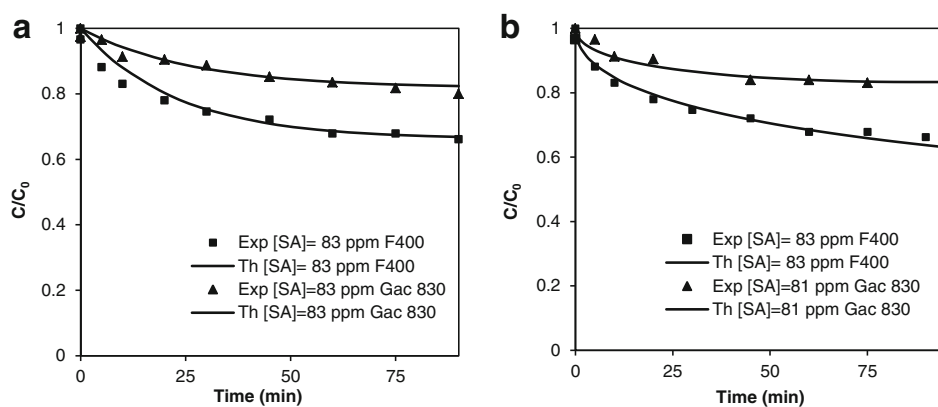 a
1
0.8
0.6
0.4
0.2
0
C/C₀
Exp [SA]= 83 ppm F400
Th [SA]= 83 ppm F400
Exp [SA]=83 ppm Gac 830
Th [SA]=83 ppm Gac 830
0 25 50 75
Time (min)
b
1
0.8
0.6
0.4
0.2
0
C/C₀
Exp [SA]= 83 ppm F400
Th [SA]= 83 ppm F400
Exp [SA]=81 ppm Gac 830
Th [SA]=81 ppm Gac 830
0 25 50 75
Time (min)